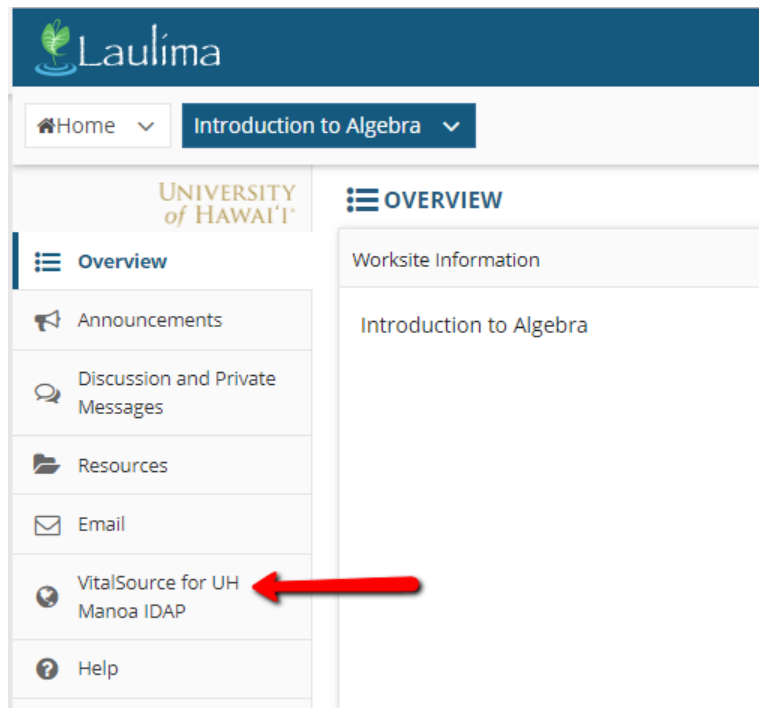 Laulima
Home
Introduction to Algebra
UNIVERSITY
of HAWAIʻI®
OVERVIEW
Overview
Worksite Information
Announcements
Introduction to Algebra
Discussion and Private
Messages
Resources
Email
VitalSource for UH
Manoa IDAP
Help